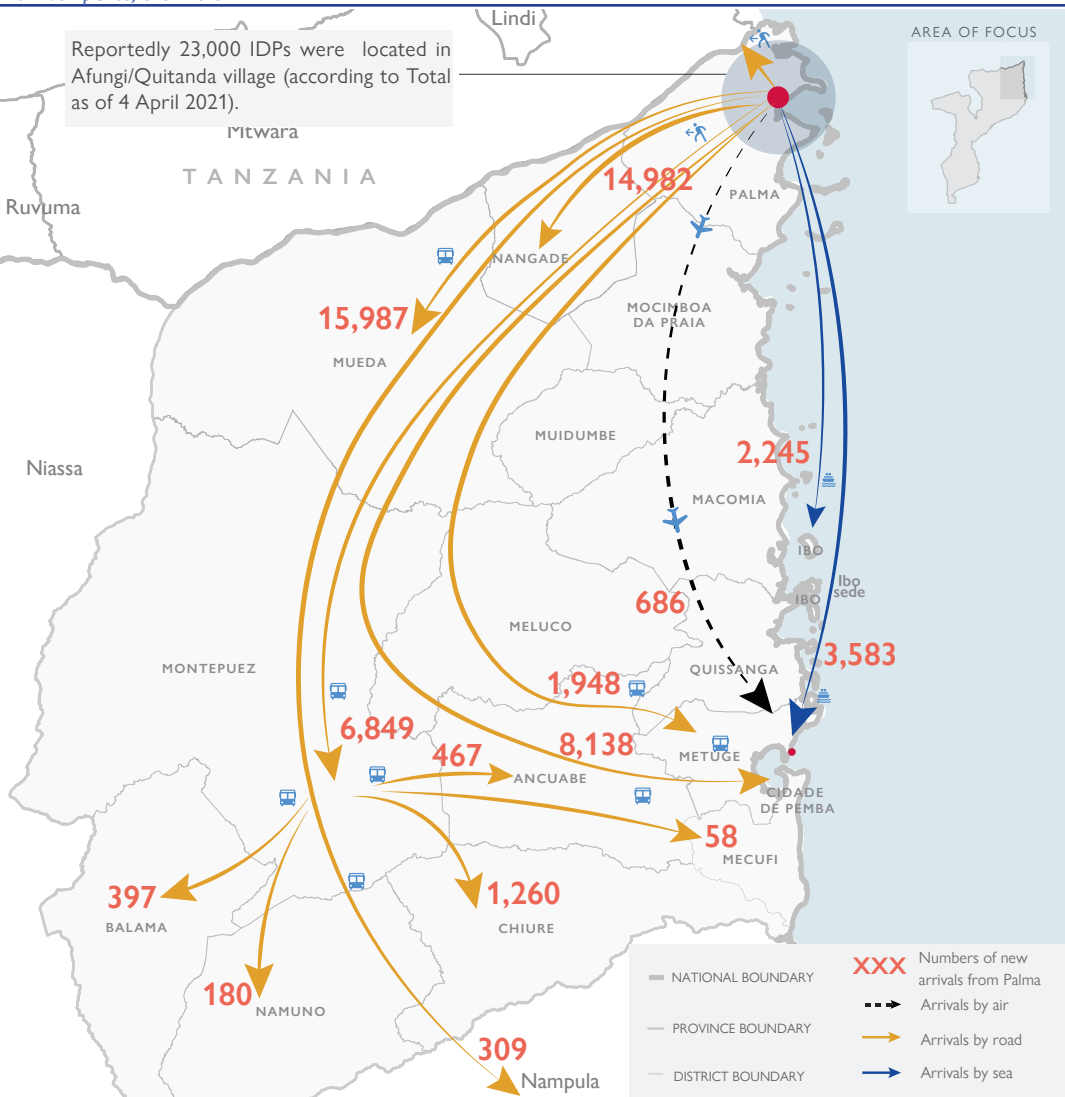 Lindi
AREA OF FOCUS
Reportedly 23,000 IDPs were located in
Afungi/Quitanda village (according to Total
as of 4 April 2021).
Mtwara
TANZANIA
Ruvuma
14,982
PALMA
NANGADE
15,987
MOCIMBOA
DA PRAIA
MUEDA
MUIDUMBE
2,245
Niassa
MACOMIA
IBO
Ibo
sede
IBO
686
MELUCO
3,583
MONTEPUEZ
QUISSANGA
1,948
6,849
8,138
467
METUGE
ANCUABE
CIDADE
DE PEMBA
58
MECUFI
397
1,260
BALAMA
CHIURE
180
NAMUNO
309
Nampula
NATIONAL BOUNDARY
PROVINCE BOUNDARY
DISTRICT BOUNDARY
XXX Numbers of new
arrivals from Palma
Arrivals by air
Arrivals by road
Arrivals by sea